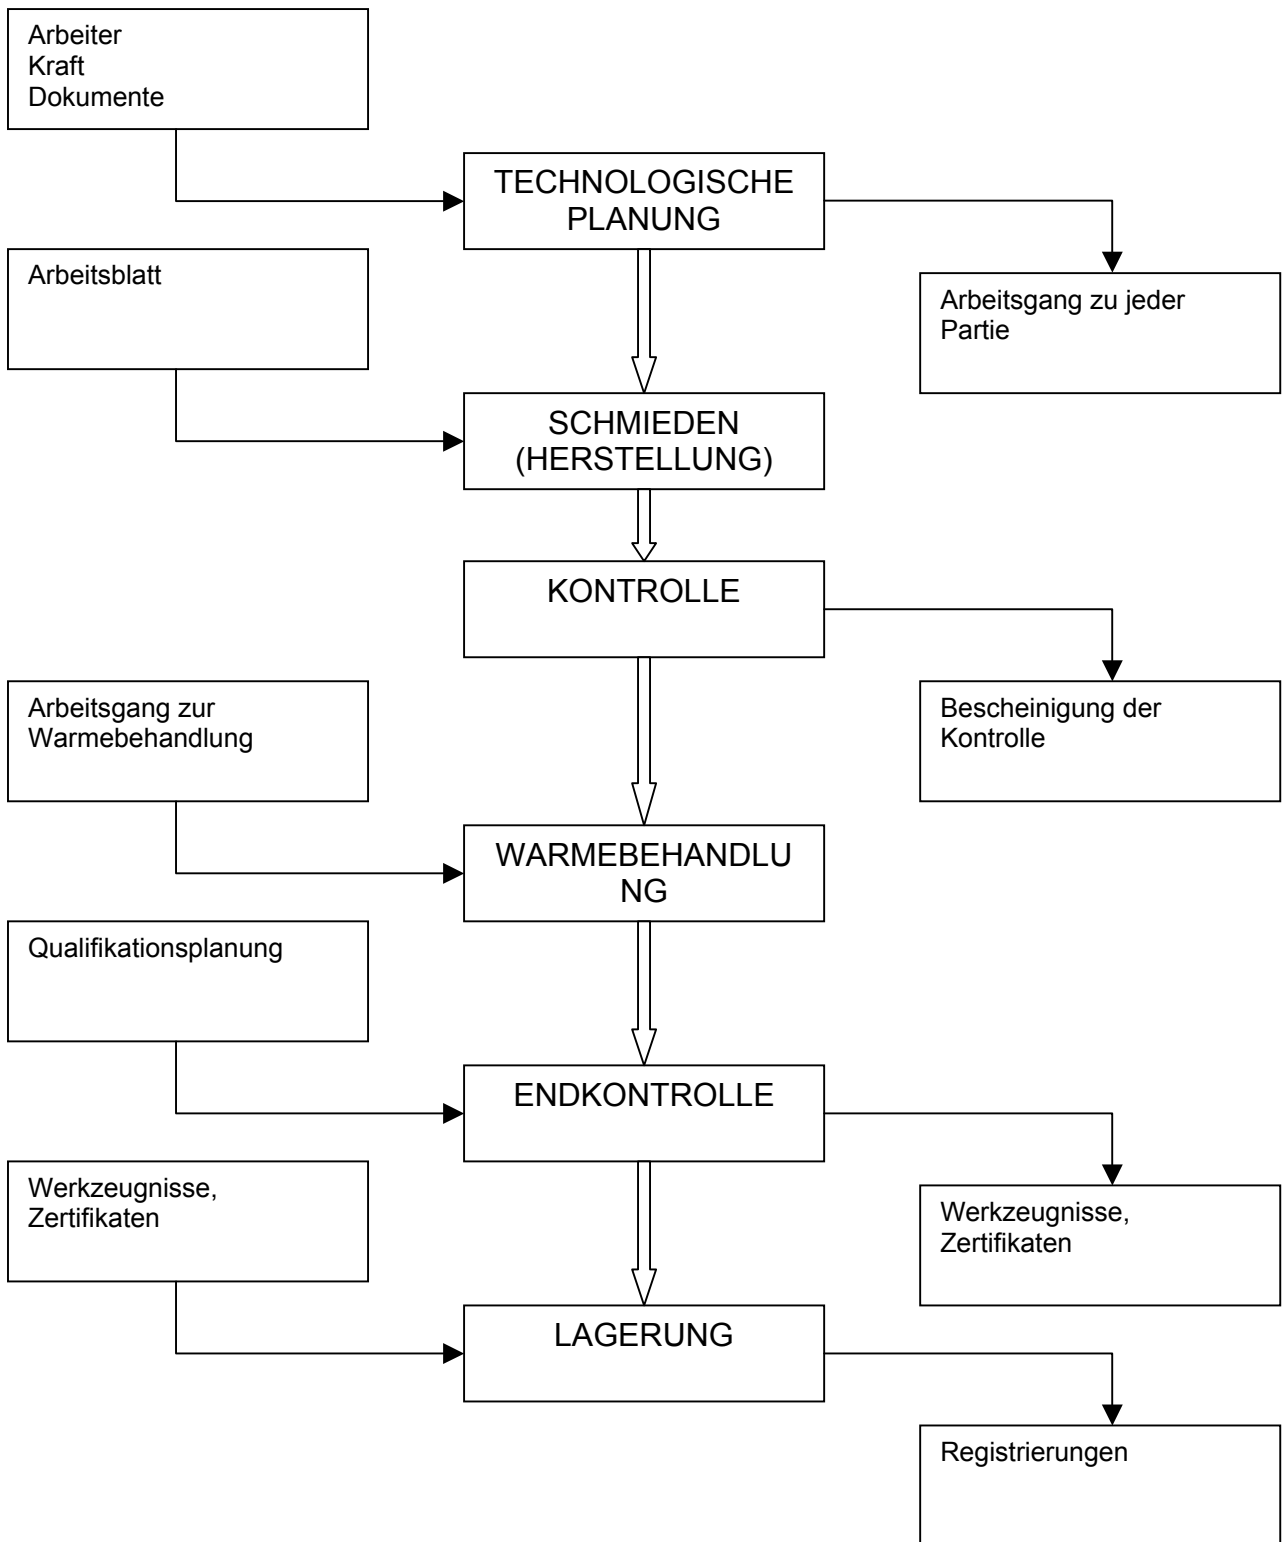 Arbeiter
Kraft
Dokumente
TECHNOLOGISCHE
PLANUNG
Arbeitsblatt
Arbeitsgang zu jeder
Partie
SCHMIEDEN
(HERSTELLUNG)
KONTROLLE
Arbeitsgang zur
Warmebehandlung
Bescheinigung der
Kontrolle
WARMEBEHANDLU
NG
Qualifikationsplanung
ENDKONTROLLE
Werkzeugnisse,
Zertifikaten
Werkzeugnisse,
Zertifikaten
LAGERUNG
Registrierungen